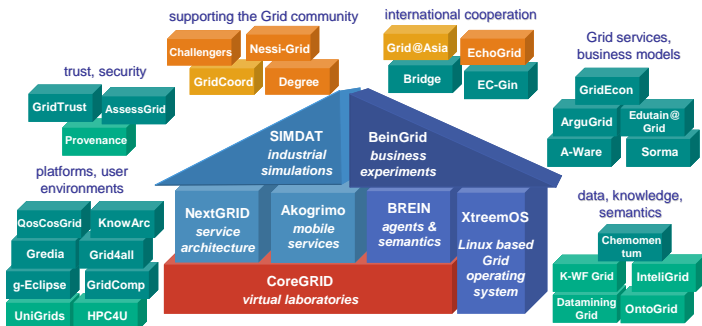 supporting the Grid community
international cooperation
Grid services,
business models
trust, security
Challengers
Nessi-Grid
GridCoord
Degree
Grid@Asia
EchoGrid
Bridge
EC-Gin
GridEcon
ArguGrid
Edutain@
Grid
A-Ware
Sorma
GridTrust
AssessGrid
Provenance
SIMDAT
industrial
simulations
BeinGrid
business
experiments
platforms, user
environments
QosCosGrid
KnowArc
Gredia
Grid4all
g-Eclipse
GridComp
UniGrids
HPC4U
NextGRID
service
architecture
Akogrimo
mobile
services
BREIN
agents &
semantics
XtreemOS
Linux based
Grid
operating
system
CoreGRID
virtual laboratories
data, knowledge,
semantics
Chemomen
tum
K-WF Grid
InteliGrid
Datamining
Grid
OntoGrid